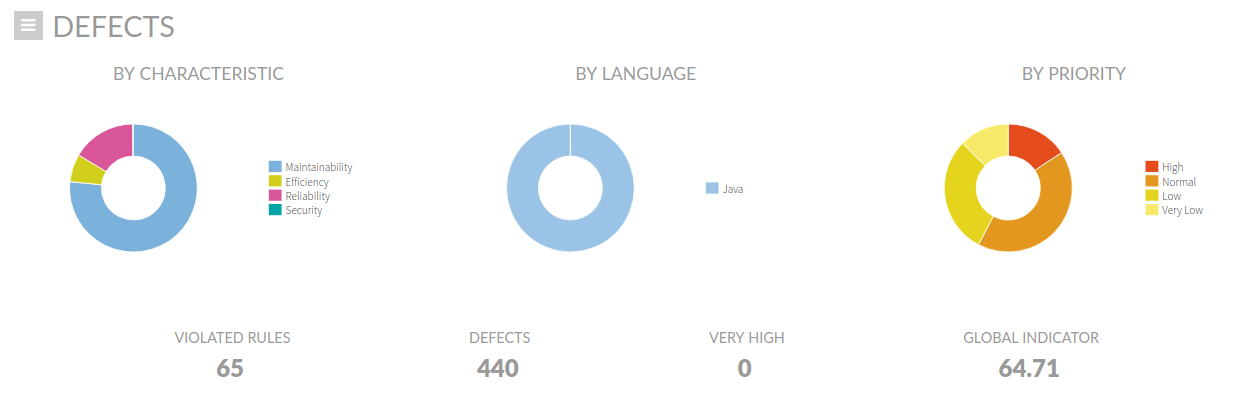 DEFECTS
BY CHARACTERISTIC
Maintainability
Efficiency
Reliability
Security
BY LANGUAGE
Java
BY PRIORITY
High
Normal
Low
Very Low
VIOLATED RULES
65
DEFECTS
440
VERY HIGH
0
GLOBAL INDICATOR
64.71